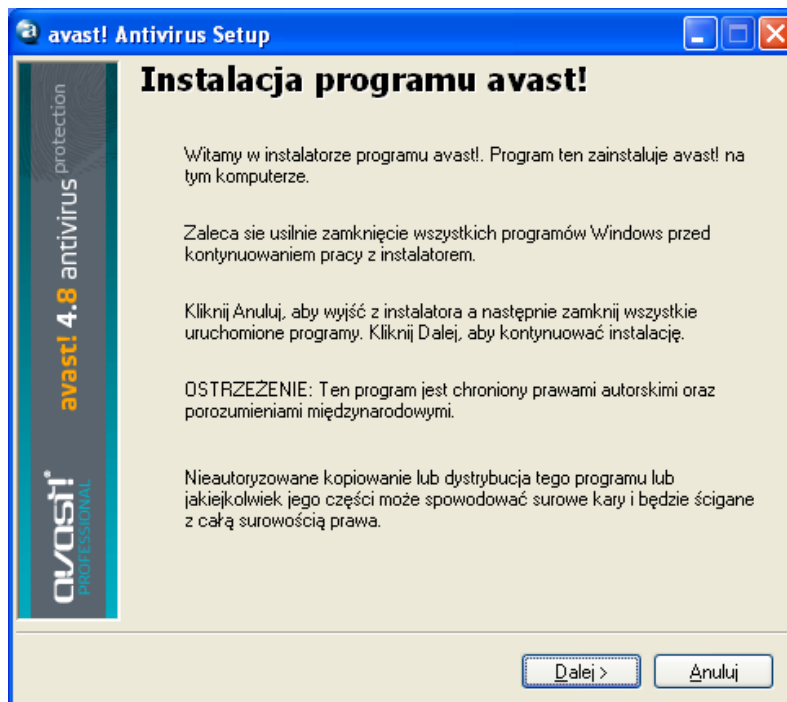 avast! Antivirus Setup
Instalacja programu avast!
Witamy w instalatorze programu avast!. Program ten zainstaluje avast! na
tym komputerze.
Zaleca sie usilnie zamknięcie wszystkich programów Windows przed
kontynuowaniem pracy z instalatorem.
Kliknij Anuluj, aby wyjść z instalatora a następnie zamknij wszystkie
uruchomione programy. Kliknij Dalej, aby kontynuować instalację.
OSTRZEŻENIE: Ten program jest chroniony prawami autorskimi oraz
porozumieniami międzynarodowymi.
Nieautoryzowane kopiowanie lub dystrybucja tego programu lub
jakiejkolwiek jego części może spowodować surowe kary i będzie ścigane
z całą surowością prawa.
avast! 4.8 antivirus protection
avast!
PROFESSIONAL
Dalej >
Anuluj